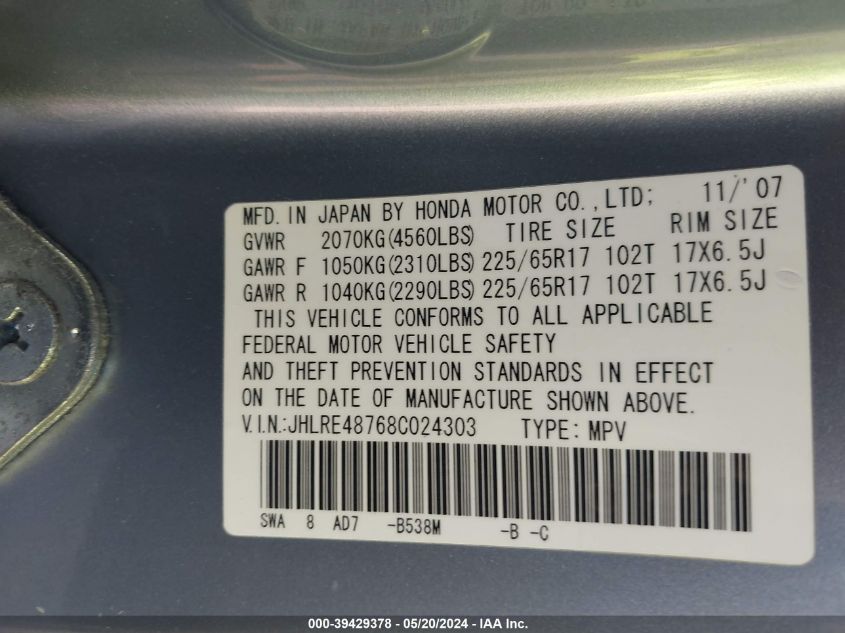 MFD. IN JAPAN BY HONDA MOTOR CO.,LTD; 11/'07
GVWR 2070KG(4560LBS) TIRE SIZE RIM SIZE
GAWR F 1050KG(2310LBS) 225/65R17 102T 17X6.5J
GAWR R 1040KG(2290LBS) 225/65R17 102T 17X6.5J
THIS VEHICLE CONFORMS TO ALL APPLICABLE
FEDERAL MOTOR VEHICLE SAFETY
AND THEFT PREVENTION STANDARDS IN EFFECT
ON THE DATE OF MANUFACTURE SHOWN ABOVE.
V.I.N.:JHLRE48768C024303 TYPE: MPV
SWA 8 AD7 -B538M -B -C
000-39429378 - 05/20/2024 - IAA Inc.